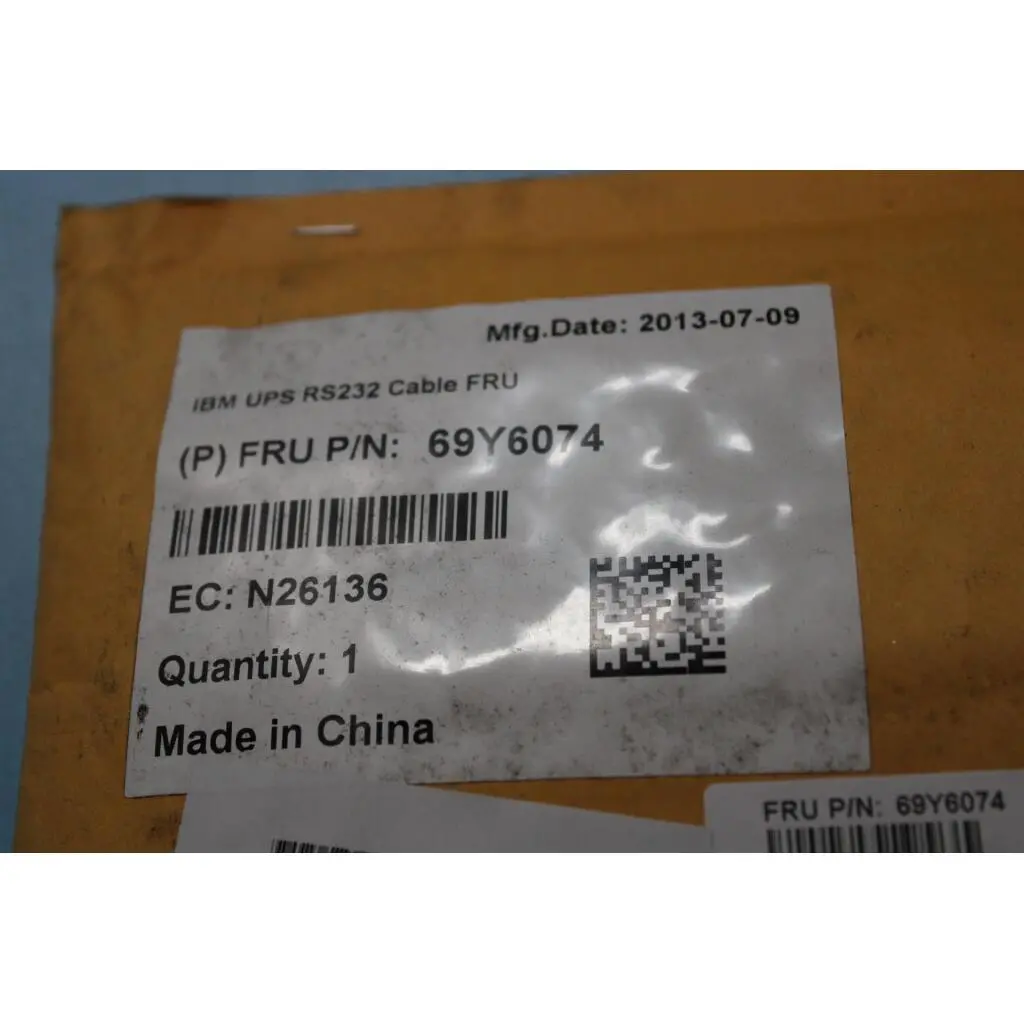 Mfg.Date: 2013-07-09
IBM UPS RS232 Cable FRU
(P) FRU P/N: 69Y6074
EC: N26136
Quantity: 1
Made in China
FRU P/N: 69Y6074